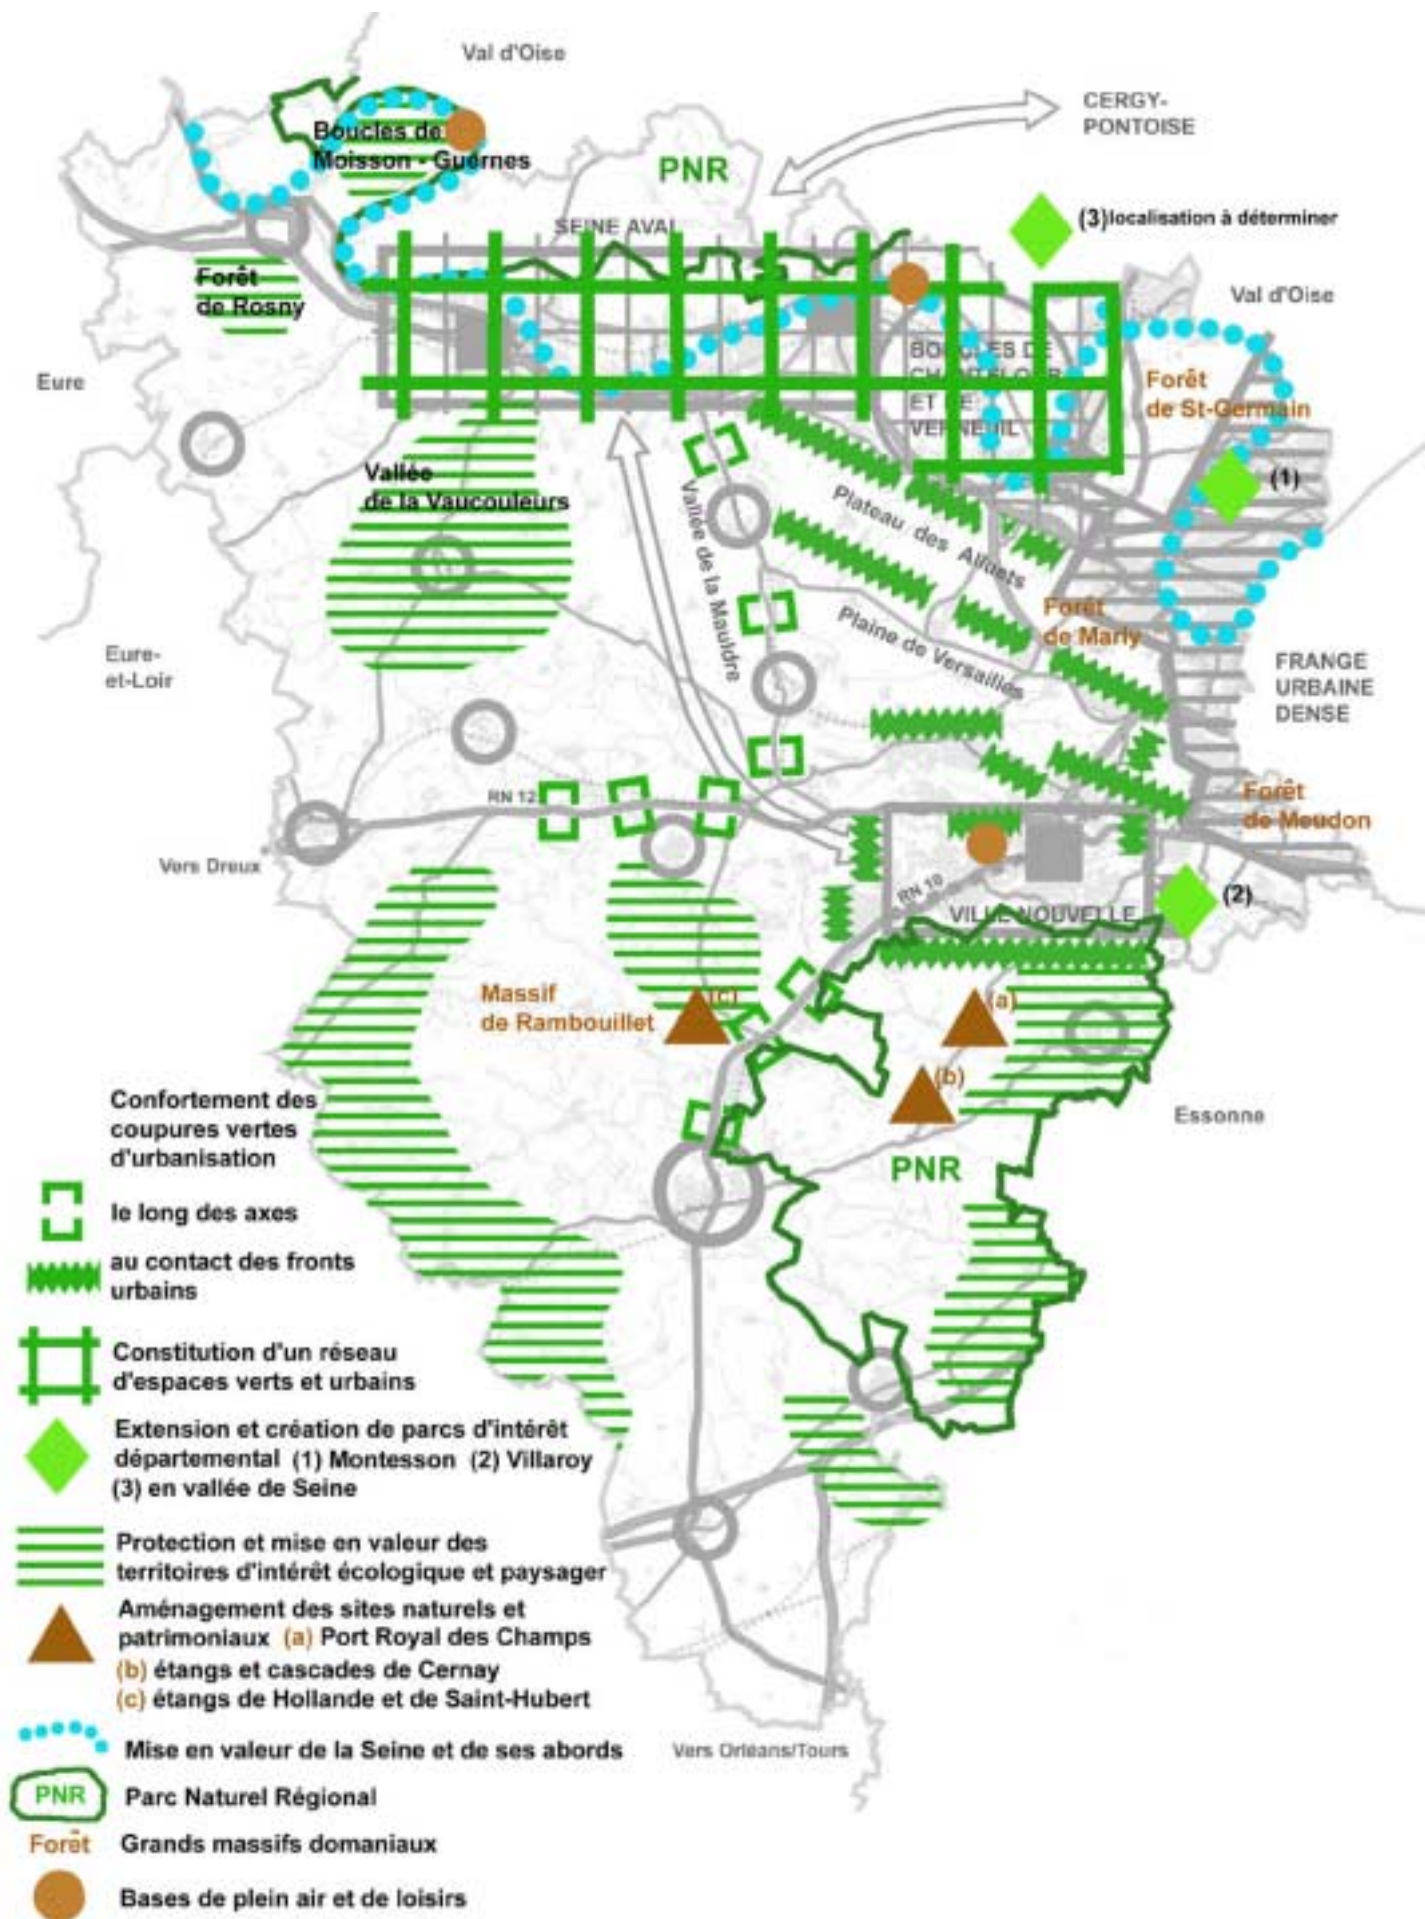 Val d'Oise
CERGY-
PONTOISE
Boucles de
Moisson - Guernes
PNR
(3)localisation à déterminer
SEINE AVAL
Forêt
de Rosny
Val d'Oise
Eure
BOUCLES DE
CHANTELOUP
ET DE
VERNEUIL
Forêt
de St-Germain
(1)
Vallée
de la Vaucouleurs
Plateau des Alluets
Vallée de la Mauldre
Forêt
de Marly
Plaine de Versailles
Eure-
et-Loir
FRANGE
URBAINE
DENSE
RN 12
Forêt
de Meudon
Vers Dreux
RN 10
VILLE NOUVELLE
(2)
Massif
de Rambouillet
(c)
(a)
(b)
Essonne
PNR
Confortement des
coupures vertes
d'urbanisation
le long des axes
au contact des fronts
urbains
Constitution d'un réseau
d'espaces verts et urbains
Extension et création de parcs d'intérêt
départemental (1) Montesson (2) Villaroy
(3) en vallée de Seine
Protection et mise en valeur des
territoires d'intérêt écologique et paysager
Aménagement des sites naturels et
patrimoniaux (a) Port Royal des Champs
(b) étangs et cascades de Cernay
(c) étangs de Hollande et de Saint-Hubert
Mise en valeur de la Seine et de ses abords
Vers Orléans/Tours
PNR Parc Naturel Régional
Forêt Grands massifs domaniaux
Bases de plein air et de loisirs